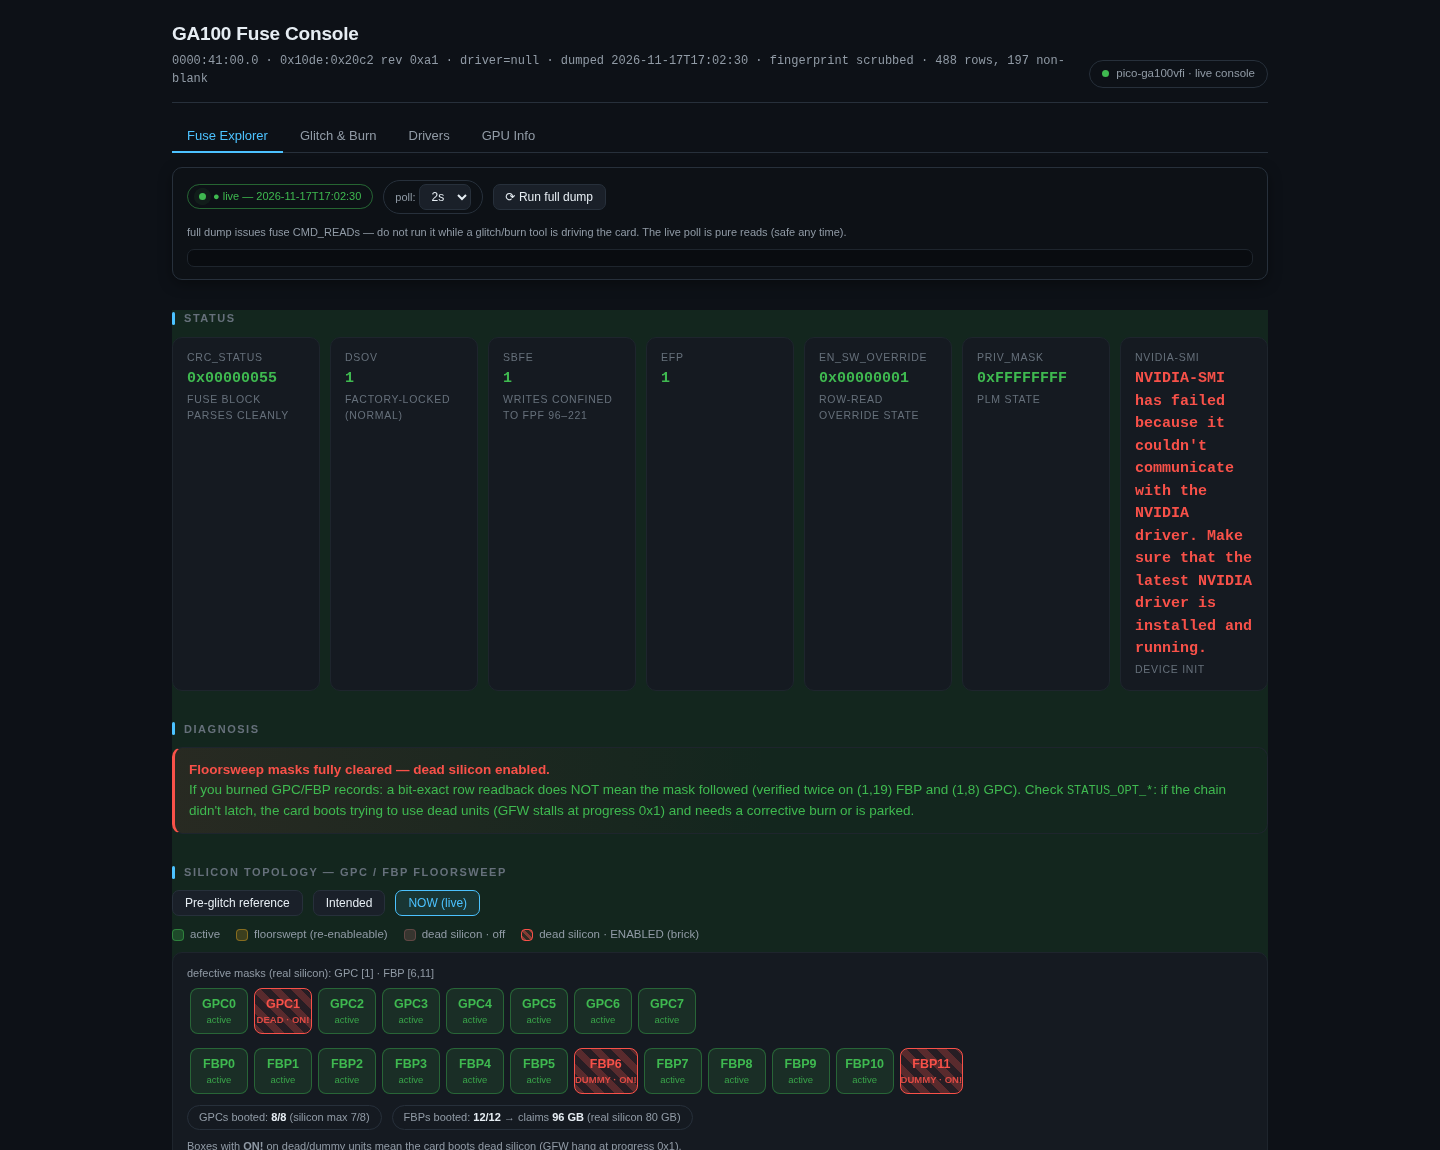 GA100 Fuse Console
0000:41:00.0 · 0x10de:0x20c2 rev 0xa1 · driver=null · dumped 2026-11-17T17:02:30 · fingerprint scrubbed · 488 rows, 197 non-
blank
pico-ga100vfi · live console
Fuse Explorer
Glitch & Burn
Drivers
GPU Info
● live — 2026-11-17T17:02:30
poll: 2s
⟳ Run full dump
full dump issues fuse CMD_READs — do not run it while a glitch/burn tool is driving the card. The live poll is pure reads (safe any time).
STATUS
CRC_STATUS
0x00000055
FUSE BLOCK
PARSES CLEANLY
DSOV
1
FACTORY-LOCKED
(NORMAL)
SBFE
1
WRITES CONFINED
TO FPF 96–221
EFP
1
EN_SW_OVERRIDE
0x00000001
ROW-READ
OVERRIDE STATE
PRIV_MASK
0xFFFFFFFF
PLM STATE
NVIDIA-SMI
NVIDIA-SMI
has failed
because it
couldn't
communicate
with the
NVIDIA
driver. Make
sure that the
latest NVIDIA
driver is
installed and
running.
DEVICE INIT
DIAGNOSIS
Floorsweep masks fully cleared — dead silicon enabled.
If you burned GPC/FBP records: a bit-exact row readback does NOT mean the mask followed (verified twice on (1,19) FBP and (1,8) GPC). Check STATUS_OPT_*: if the chain
didn't latch, the card boots trying to use dead units (GFW stalls at progress 0x1) and needs a corrective burn or is parked.
SILICON TOPOLOGY — GPC / FBP FLOORSWEEP
Pre-glitch reference
Intended
NOW (live)
active
floorswept (re-enableable)
dead silicon · off
dead silicon · ENABLED (brick)
defective masks (real silicon): GPC [1] · FBP [6,11]
GPC0
active
GPC1
DEAD · ON!
GPC2
active
GPC3
active
GPC4
active
GPC5
active
GPC6
active
GPC7
active
FBP0
active
FBP1
active
FBP2
active
FBP3
active
FBP4
active
FBP5
active
FBP6
DUMMY · ON!
FBP7
active
FBP8
active
FBP9
active
FBP10
active
FBP11
DUMMY · ON!
GPCs booted: 8/8 (silicon max 7/8)
FBPs booted: 12/12 → claims 96 GB (real silicon 80 GB)
Boxes with ON! on dead/dummy units mean the card boots dead silicon (GFW hang at progress 0x1).